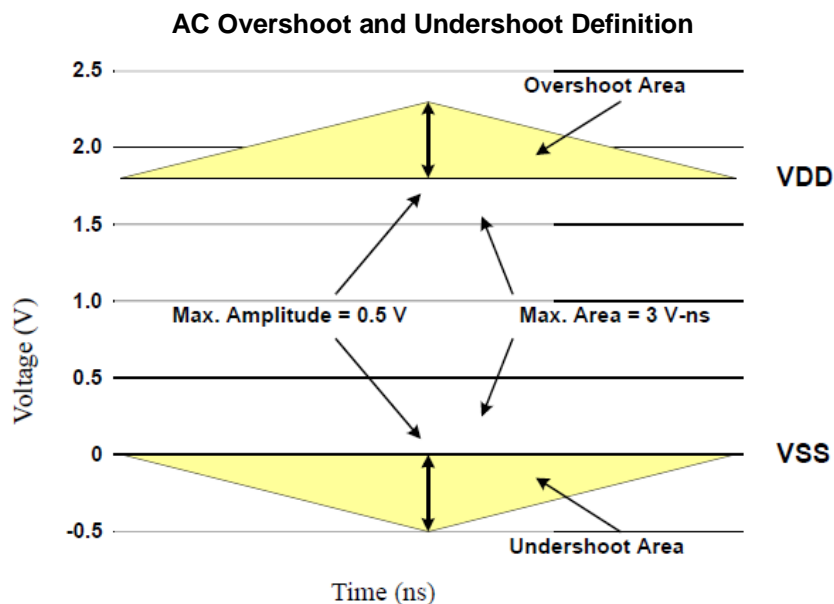 AC Overshoot and Undershoot Definition
2.5
Overshoot Area
2.0
VDD
1.5
1.0
Max. Amplitude = 0.5 V
Max. Area = 3 V-ns
Voltage (V)
0.5
0
VSS
-0.5
Undershoot Area
Time (ns)